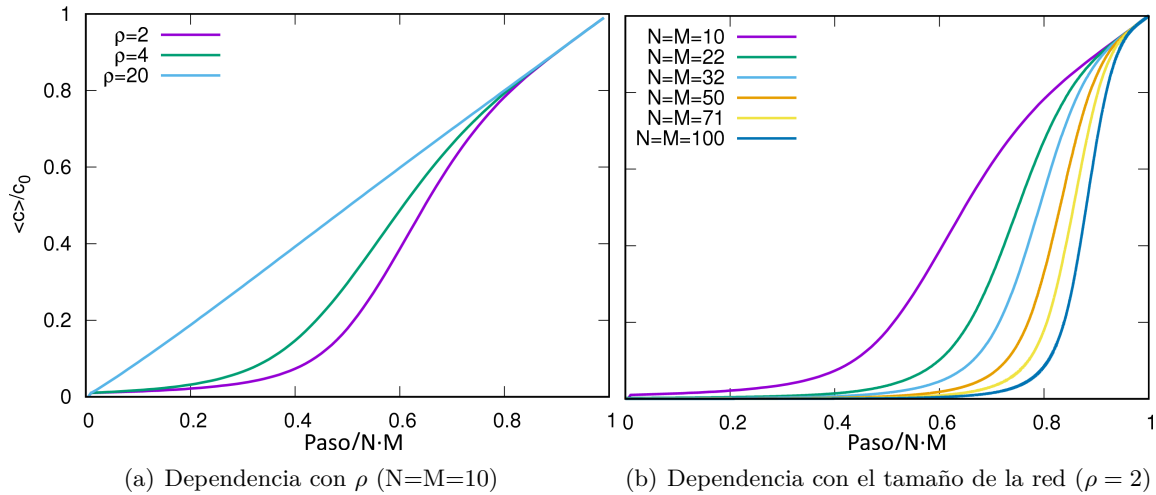 ρ=2
ρ=4
ρ=20
1
0.8
0.6
0.4
0.2
0
<c>/c₀
0 0.2 0.4 0.6 0.8 1
Paso/N·M
(a) Dependencia con ρ (N=M=10)
N=M=10
N=M=22
N=M=32
N=M=50
N=M=71
N=M=100
0 0.2 0.4 0.6 0.8 1
Paso/N·M
(b) Dependencia con el tamaño de la red (ρ = 2)